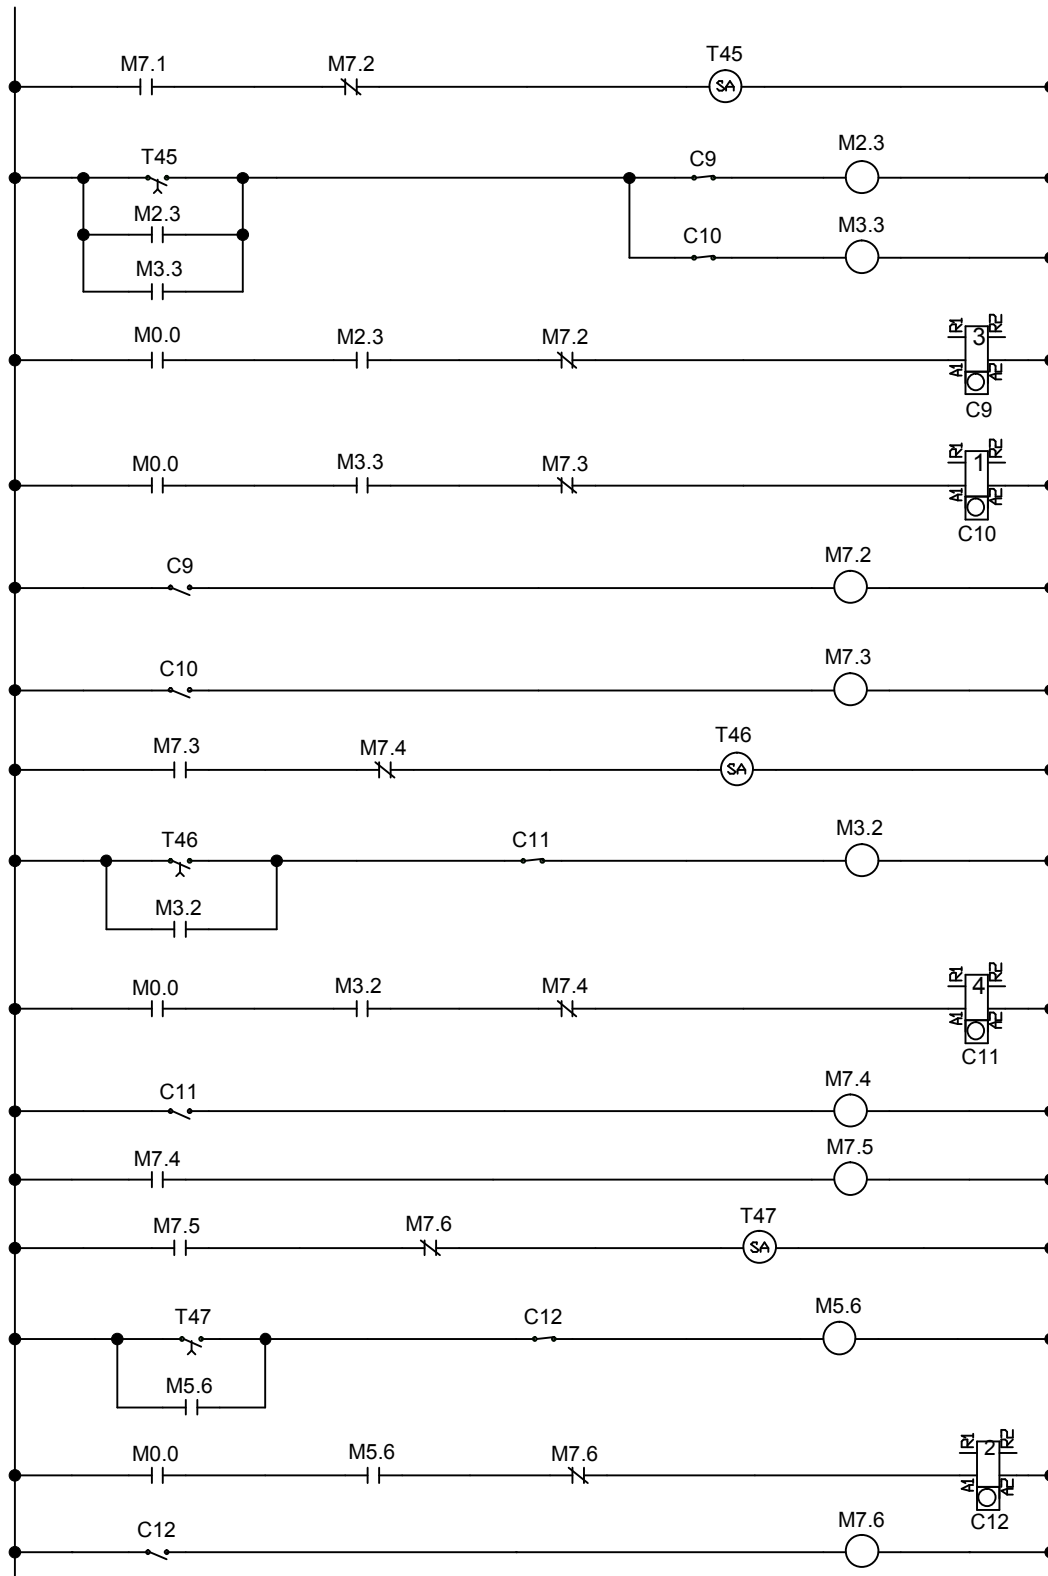 T45
M7.1 M7.2
SA
M2.3
T45 C9
M2.3 M3.3
C10
M3.3
M0.0 M2.3 M7.2 R1 3 R2
A1 A2
C9
M0.0 M3.3 M7.3 R1 1 R2
A1 A2
C10
C9 M7.2
C10 M7.3
M7.3 M7.4 T46
SA
T46 C11 M3.2
M3.2
M0.0 M3.2 M7.4 R1 4 R2
A1 A2
C11
C11 M7.4
M7.4 M7.5
M7.5 M7.6 T47
SA
T47 C12 M5.6
M5.6
M0.0 M5.6 M7.6 R1 2 R2
A1 A2
C12
C12 M7.6